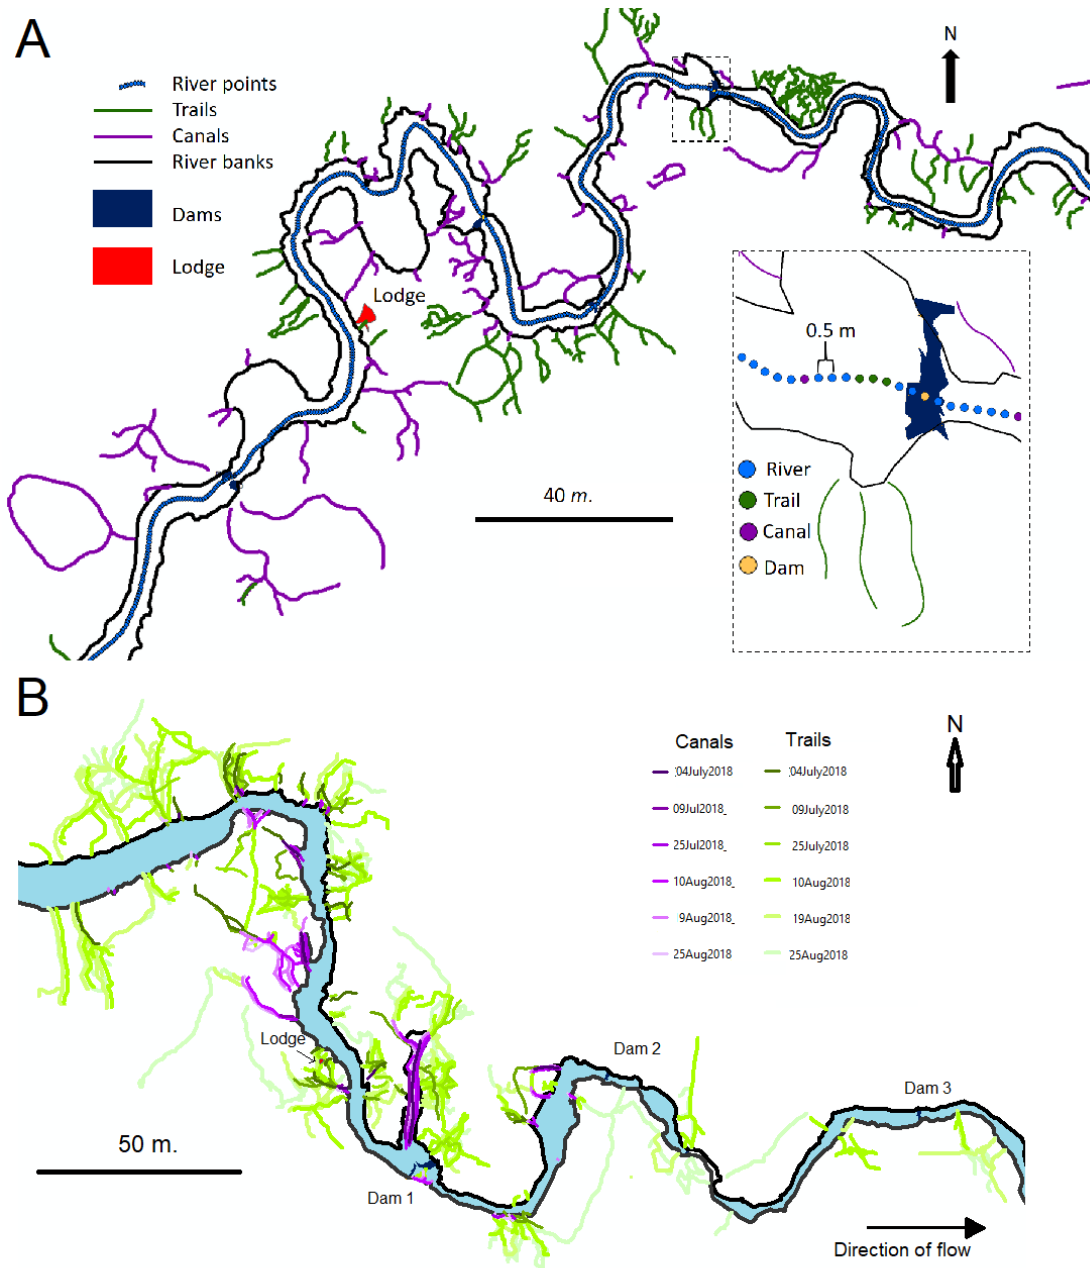 A
River points
Trails
Canals
River banks
Dams
Lodge
N
Lodge
40 m.
0.5 m
River
Trail
Canal
Dam
B
Canals Trails
:04July2018 :04July2018
09Jul2018_ 09July2018
25Jul2018_ 25July2018
10Aug2018_ 10Aug2018
9Aug2018_ 19Aug2018
25Aug2018 25Aug2018
N
Lodge
Dam 2
Dam 3
50 m.
Dam 1
Direction of flow